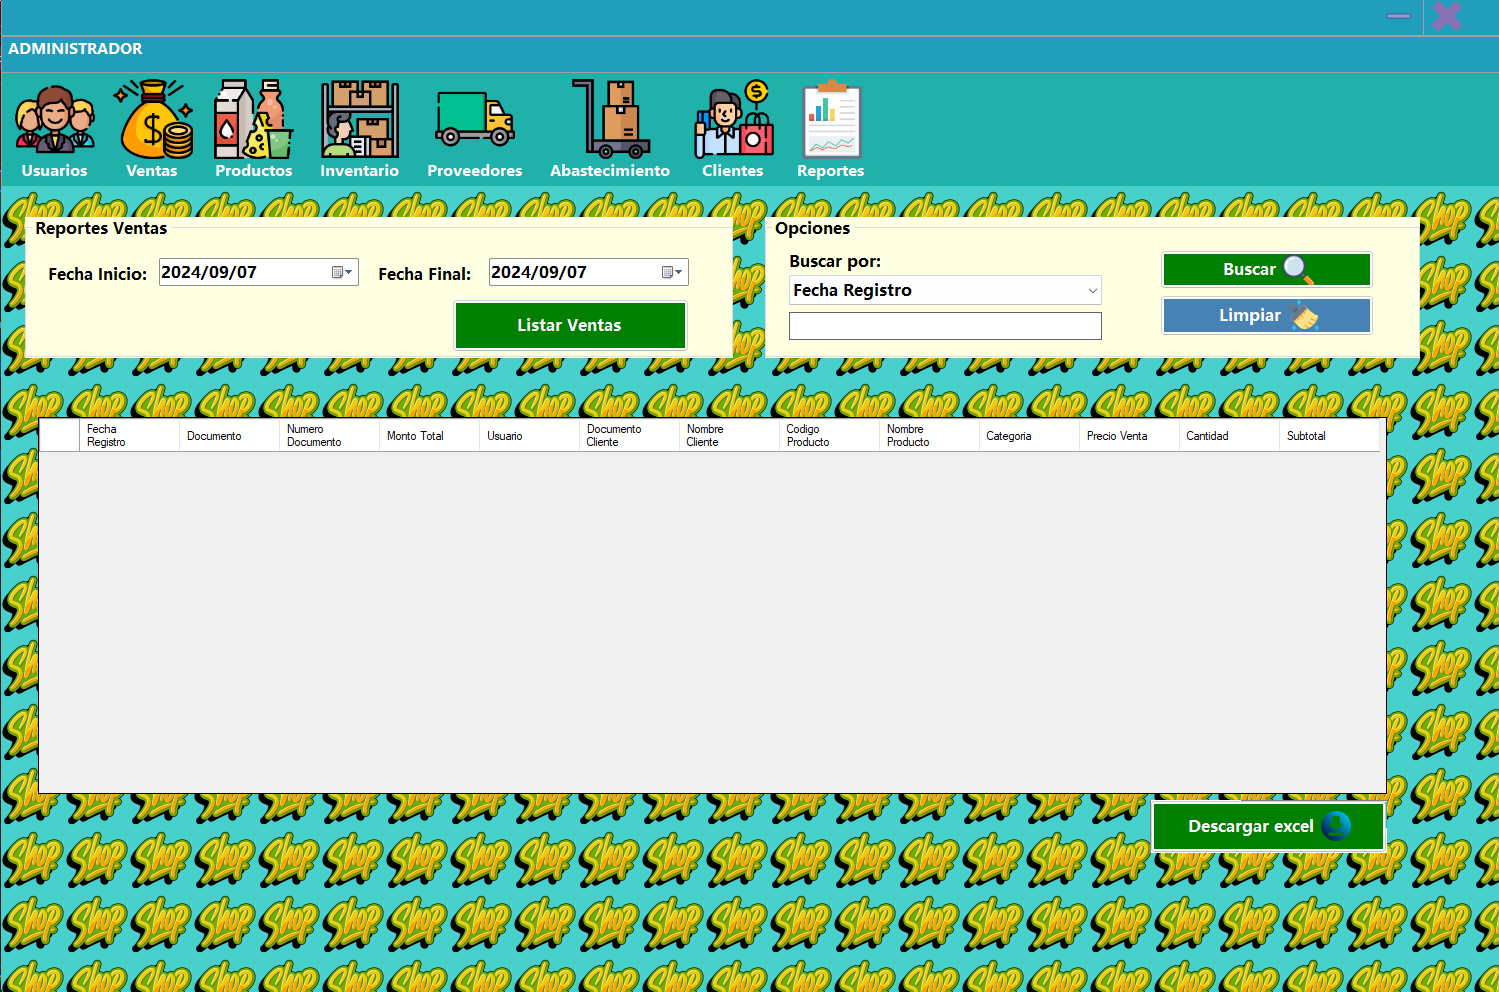 ADMINISTRADOR
Usuarios
Ventas
Productos
Inventario
Proveedores
Abastecimiento
Clientes
Reportes
Reportes Ventas
Fecha Inicio:
2024/09/07
Fecha Final:
2024/09/07
Listar Ventas
Opciones
Buscar por:
Fecha Registro
Buscar
Limpiar
Fecha
Registro
Documento
Numero
Documento
Monto Total
Usuario
Documento
Cliente
Nombre
Cliente
Codigo
Producto
Nombre
Producto
Categoria
Precio Venta
Cantidad
Subtotal
Descargar excel
Shop